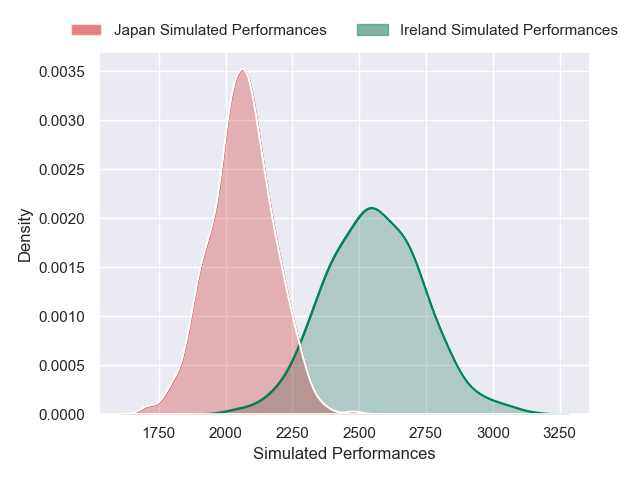 Japan Simulated Performances
Ireland Simulated Performances
0.0035
0.0030
0.0025
0.0020
0.0015
0.0010
0.0005
0.0000
Density
1750 2000 2250 2500 2750 3000 3250
Simulated Performances